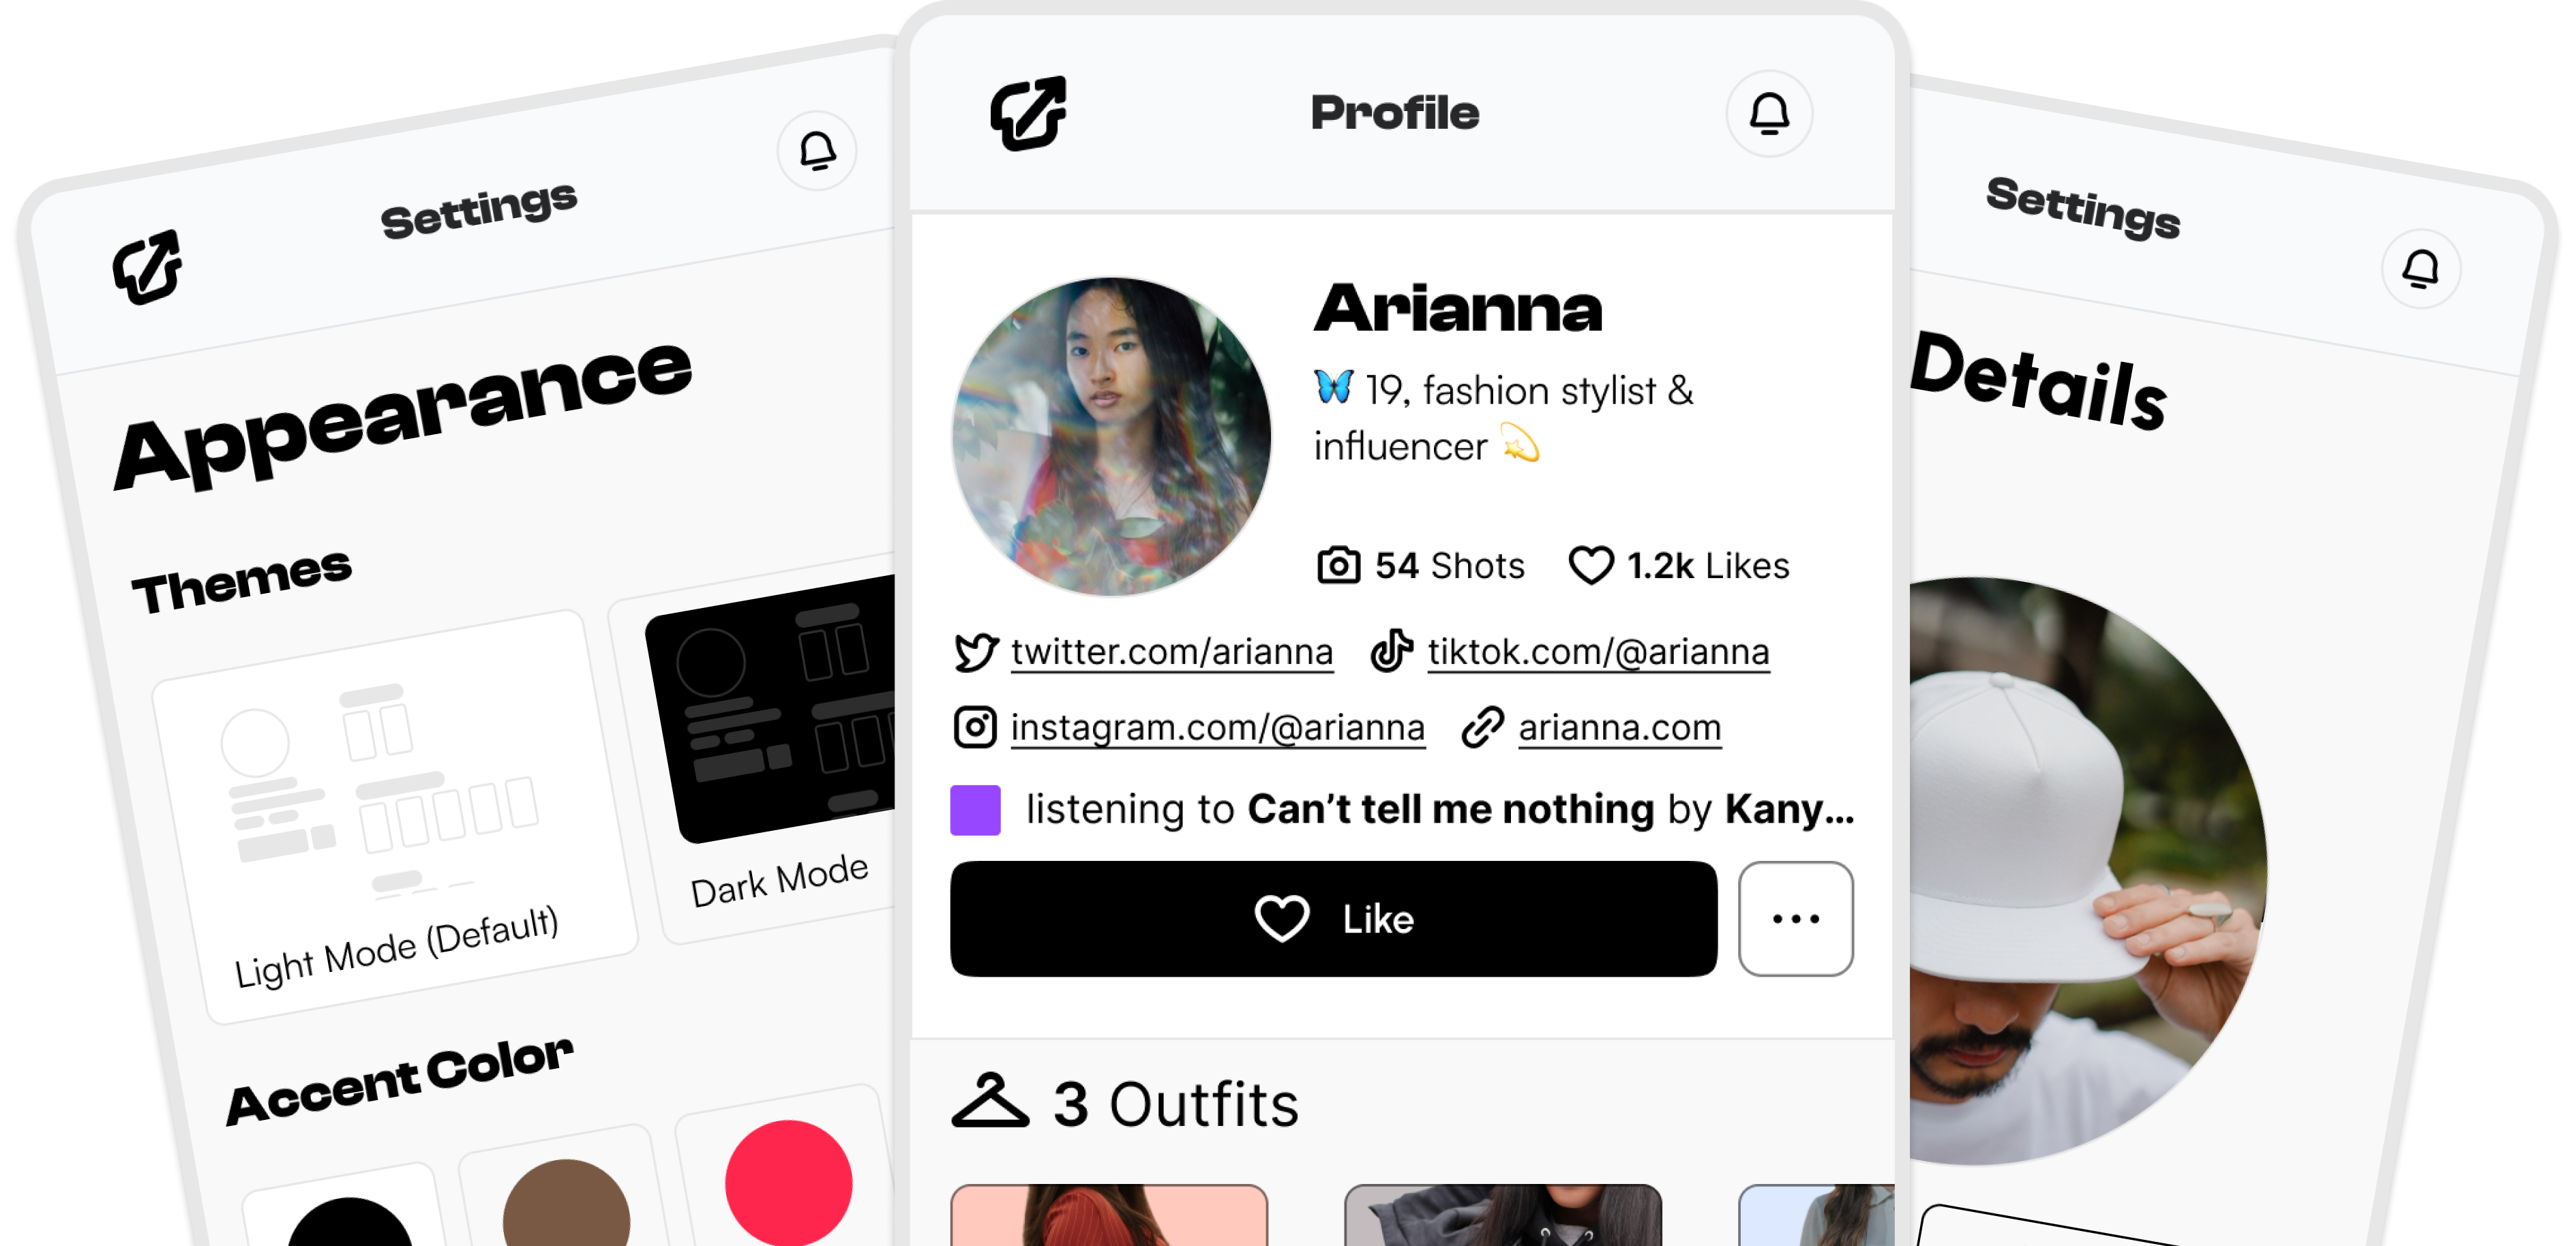 Settings
Appearance
Themes
Light Mode (Default)
Dark Mode
Accent Color
Profile
Arianna
🦋 19, fashion stylist &
influencer 💫
54 Shots
1.2k Likes
twitter.com/arianna
tiktok.com/@arianna
instagram.com/@arianna
arianna.com
listening to Can’t tell me nothing by Kany...
Like
3 Outfits
Settings
Details